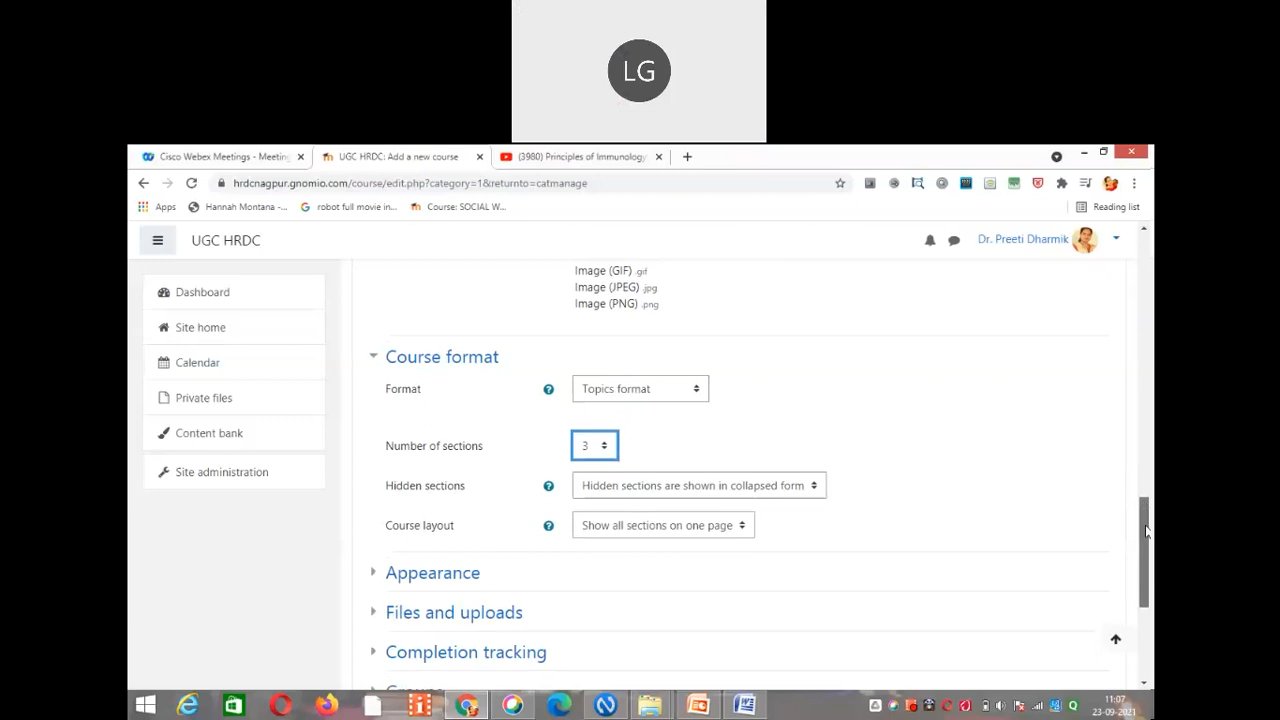 LG
Cisco Webex Meetings - Meetin
UGC HRDC: Add a new course
(3980) Principles of Immunology
hrdcnagpur.gnomio.com/course/edit.php?category=1&returnto=catmanage
Apps
Hannah Montana -...
robot full movie in...
Course: SOCIAL W...
Reading list
UGC HRDC
Dr. Preeti Dharmik
Dashboard
Site home
Calendar
Private files
Content bank
Site administration
Image (GIF) .gif
Image (JPEG) .jpg
Image (PNG) .png
Course format
Format
Topics format
Number of sections
3
Hidden sections
Hidden sections are shown in collapsed form
Course layout
Show all sections on one page
Appearance
Files and uploads
Completion tracking
Groups
11:07
23-09-2021